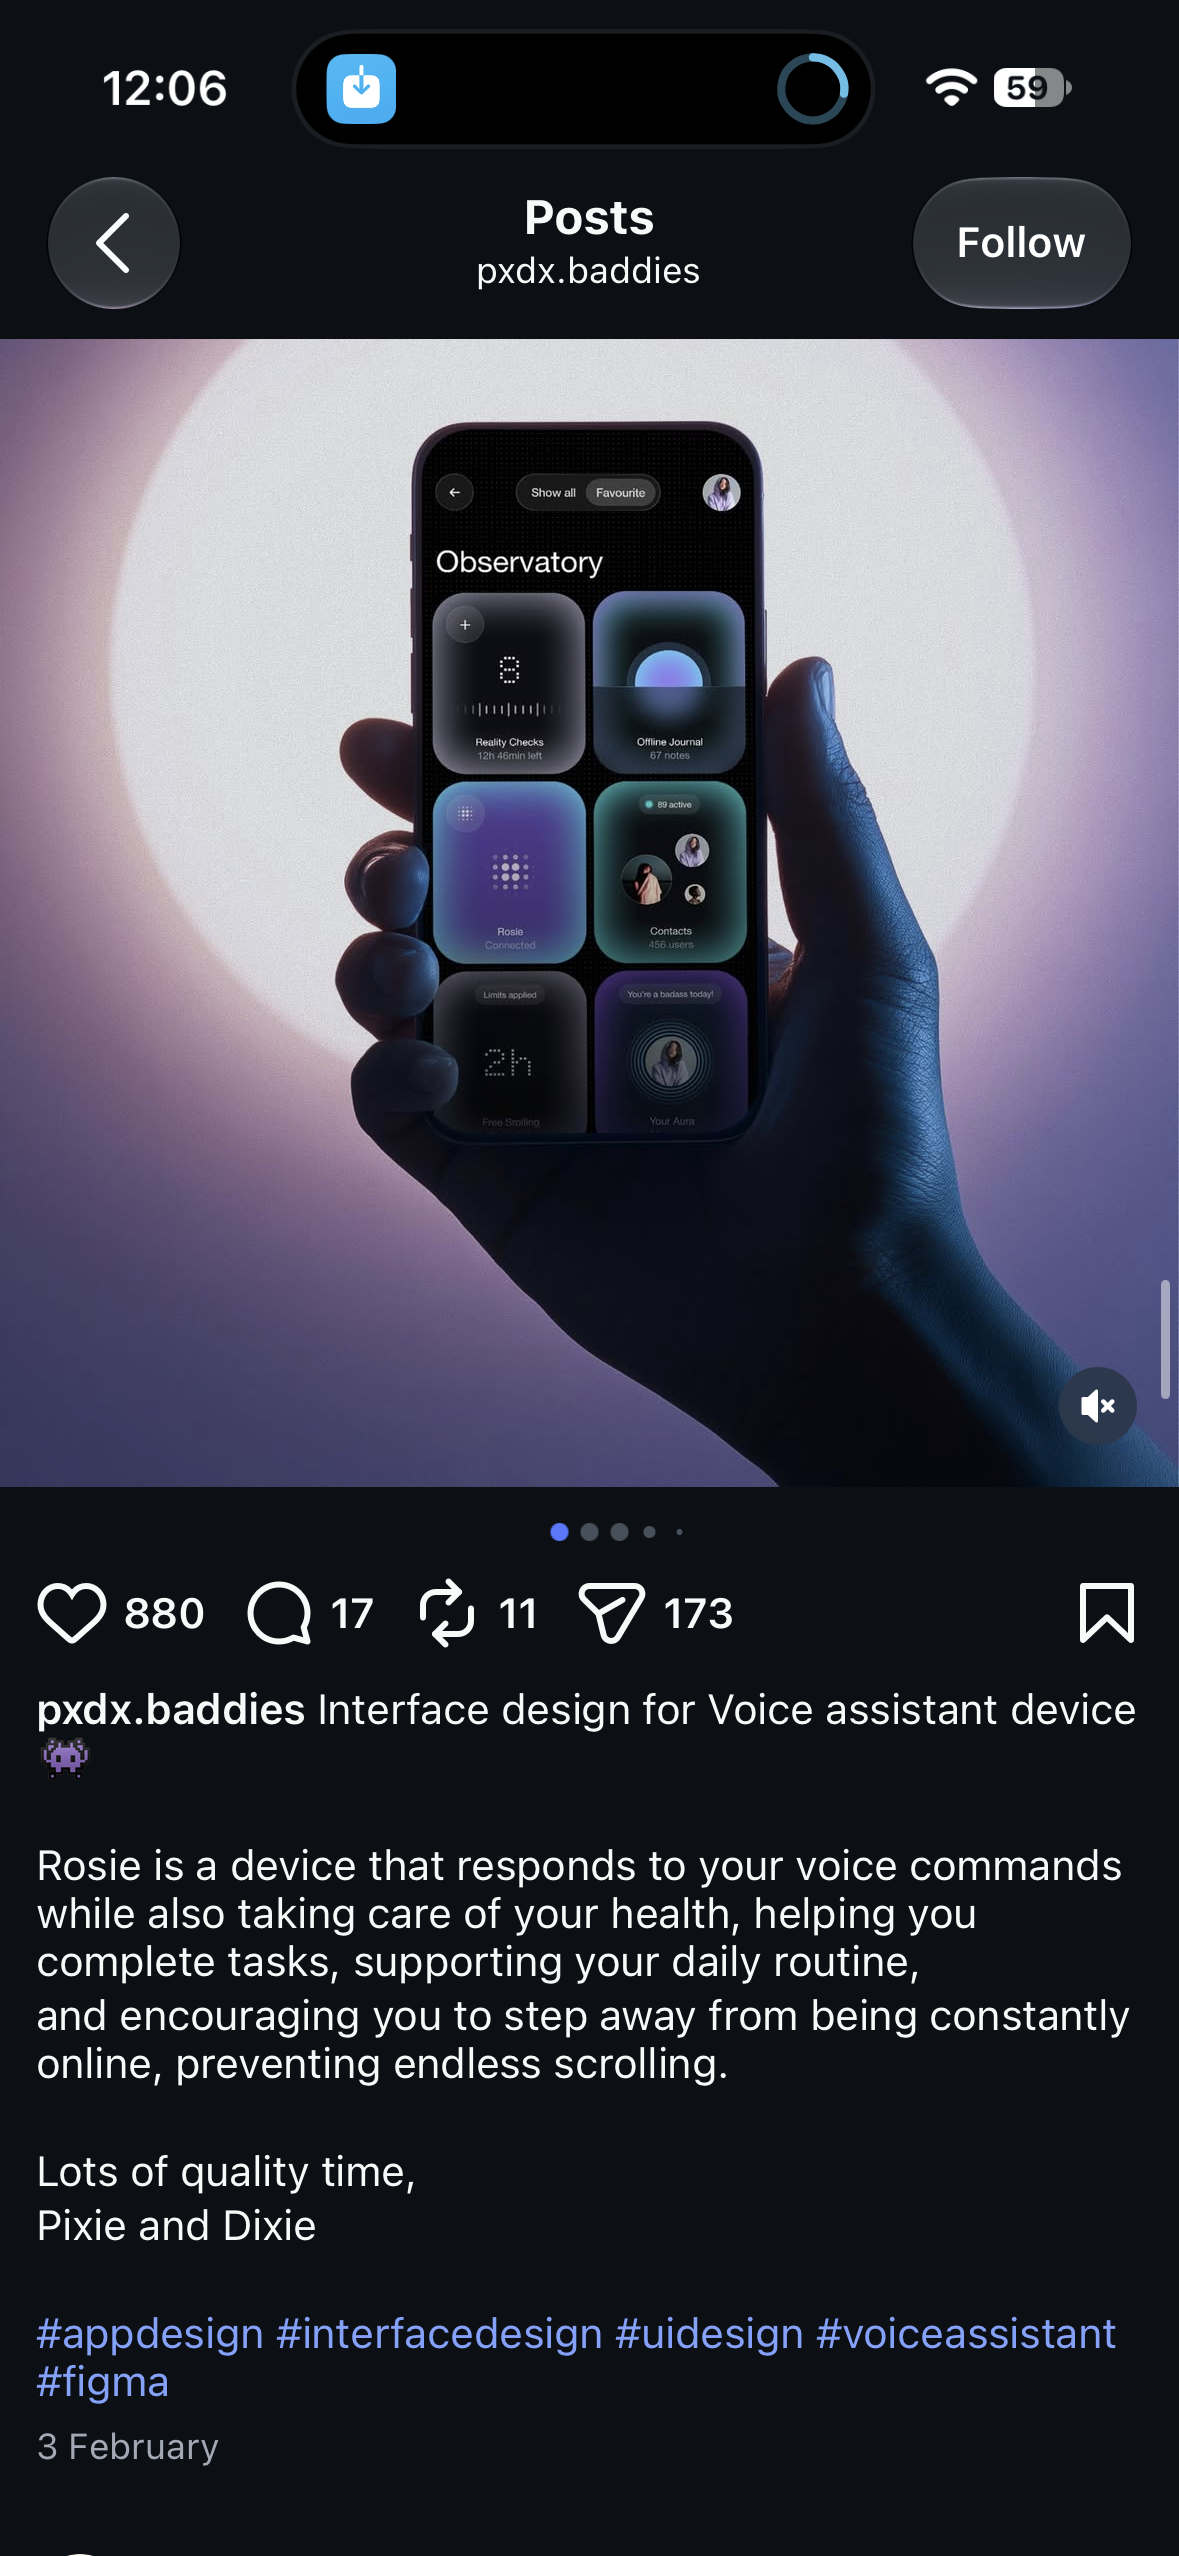 12:06
59
Posts
pxdx.baddies
Follow
Show all Favourite
Observatory
8
Reality Checks
12h 46min left
Offline Journal
67 notes
Rosie
Connected
89 active
Contacts
456 users
Limits applied
2h
You're a badass today!
Your Aura
880 17 11 173
pxdx.baddies Interface design for Voice assistant device
👾
Rosie is a device that responds to your voice commands
while also taking care of your health, helping you
complete tasks, supporting your daily routine,
and encouraging you to step away from being constantly
online, preventing endless scrolling.
Lots of quality time,
Pixie and Dixie
#appdesign #interfacedesign #uidesign #voiceassistant
#figma
3 February